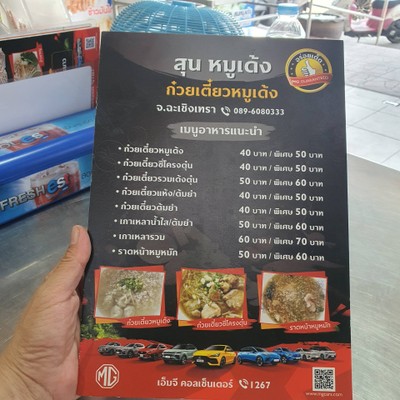 สุน หมูเด้ง
ก๋วยเตี๋ยวหมูเด้ง
จ.ฉะเชิงเทรา 089-6080333
อร่อยเด็ด
เมนูอาหารแนะนำ
• ก๋วยเตี๋ยวหมูเด้ง 40 บาท / พิเศษ 50 บาท
• ก๋วยเตี๋ยวซี่โครงตุ๋น 40 บาท / พิเศษ 50 บาท
• ก๋วยเตี๋ยวรวมเด้งตุ๋น 50 บาท / พิเศษ 60 บาท
• ก๋วยเตี๋ยวแห้ง/ต้มยำ 40 บาท / พิเศษ 50 บาท
• ก๋วยเตี๋ยวต้มยำ 40 บาท / พิเศษ 50 บาท
• เกาเหลาน้ำใส/ต้มยำ 50 บาท / พิเศษ 60 บาท
• เกาเหลารวม 60 บาท / พิเศษ 70 บาท
• ราดหน้าหมูหมัก 50 บาท / พิเศษ 60 บาท
ก๋วยเตี๋ยวหมูเด้ง
ก๋วยเตี๋ยวซี่โครงตุ๋น
ราดหน้าหมูหมัก
MG
เอ็มจี คอลเซ็นเตอร์ 1267
www.mgcars.com
FRESH
es